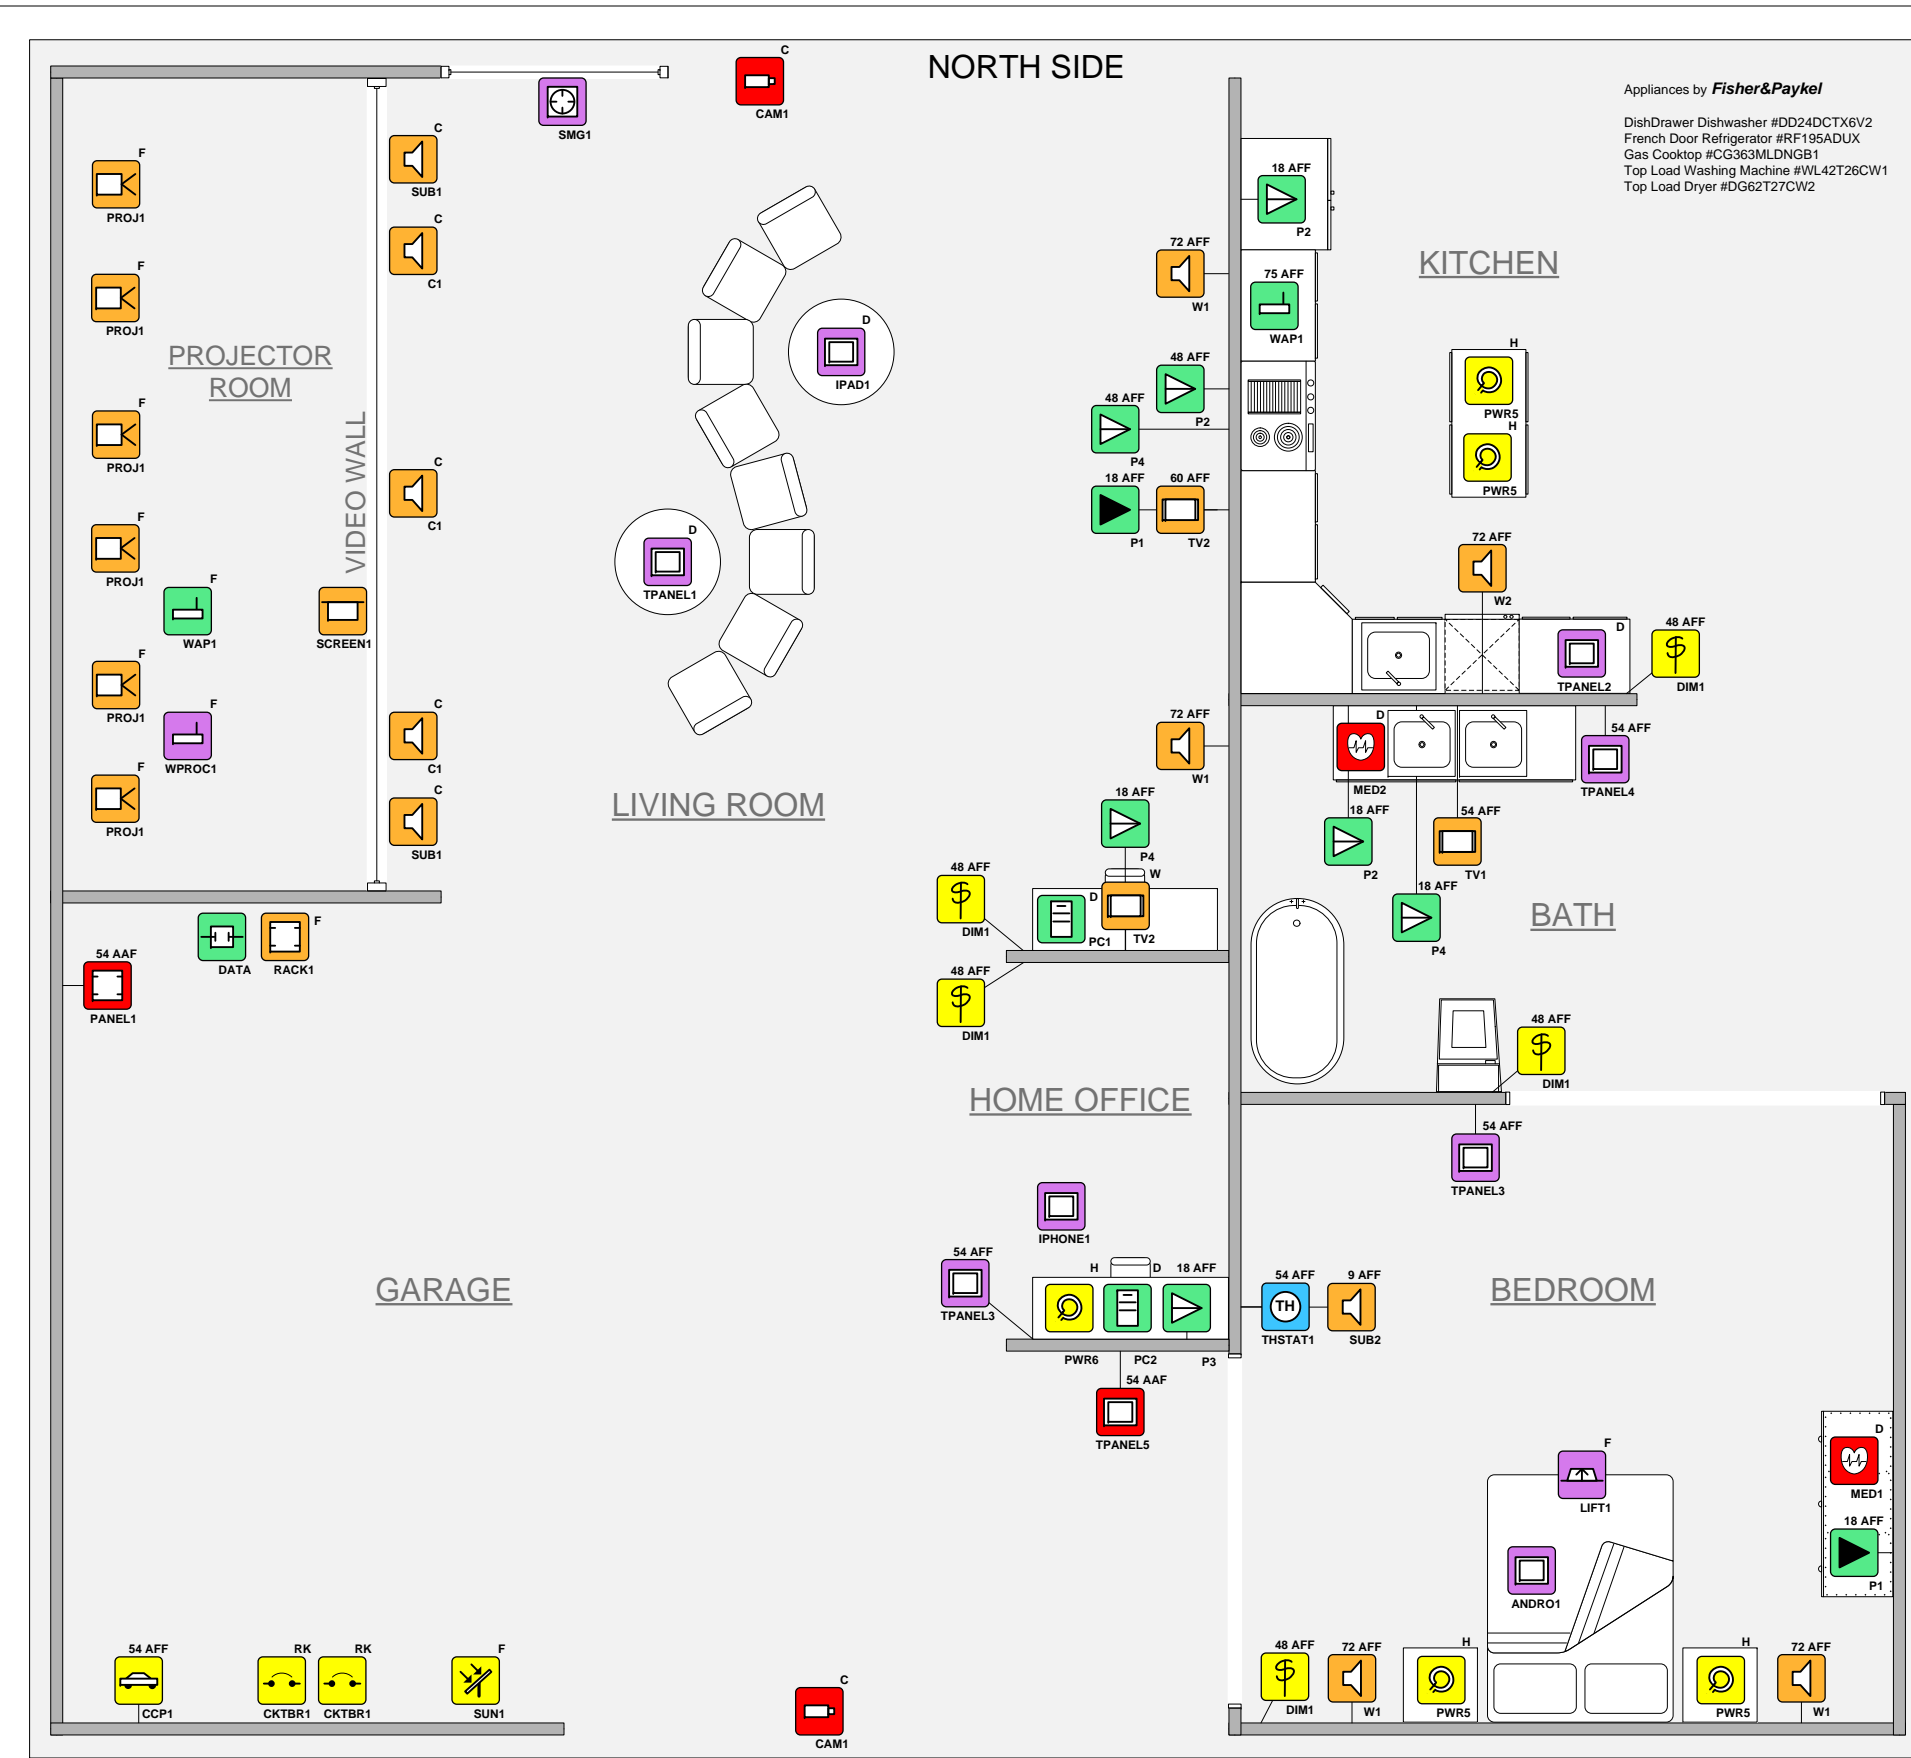 NORTH SIDE
Appliances by Fisher&Paykel
DishDrawer Dishwasher #DD24DCTX6V2
French Door Refrigerator #RF195ADUX
Gas Cooktop #CG363MLDNGB1
Top Load Washing Machine #WL42T26CW1
Top Load Dryer #DG62T27CW2
C
CAM1
SMG1
F
PROJ1
F
PROJ1
F
PROJ1
F
PROJ1
F
PROJ1
F
PROJ1
PROJECTOR
ROOM
VIDEO WALL
F
WAP1
F
WPROC1
SCREEN1
C
SUB1
C
C1
C
C1
C
C1
C
SUB1
D
IPAD1
D
TPANEL1
LIVING ROOM
72 AFF
W1
48 AFF
P2
48 AFF
P4
18 AFF
P1
60 AFF
TV2
72 AFF
W1
18 AFF
P4
W
TV2
D
PC1
48 AFF
DIM1
48 AFF
DIM1
18 AFF
P2
75 AFF
WAP1
KITCHEN
H
PWR5
H
PWR5
72 AFF
W2
D
TPANEL2
48 AFF
DIM1
D
MED2
54 AFF
TPANEL4
18 AFF
P2
54 AFF
TV1
18 AFF
P4
BATH
48 AFF
DIM1
54 AFF
TPANEL3
DATA
F
RACK1
54 AAF
PANEL1
HOME OFFICE
IPHONE1
54 AFF
TPANEL3
H
PWR6
D
PC2
18 AFF
P3
54 AAF
TPANEL5
GARAGE
54 AFF
TH
THSTAT1
9 AFF
SUB2
BEDROOM
F
LIFT1
ANDRO1
D
MED1
18 AFF
P1
54 AFF
CCP1
RK
CKTBR1
RK
CKTBR1
F
SUN1
C
CAM1
48 AFF
DIM1
72 AFF
W1
H
PWR5
H
PWR5
72 AFF
W1